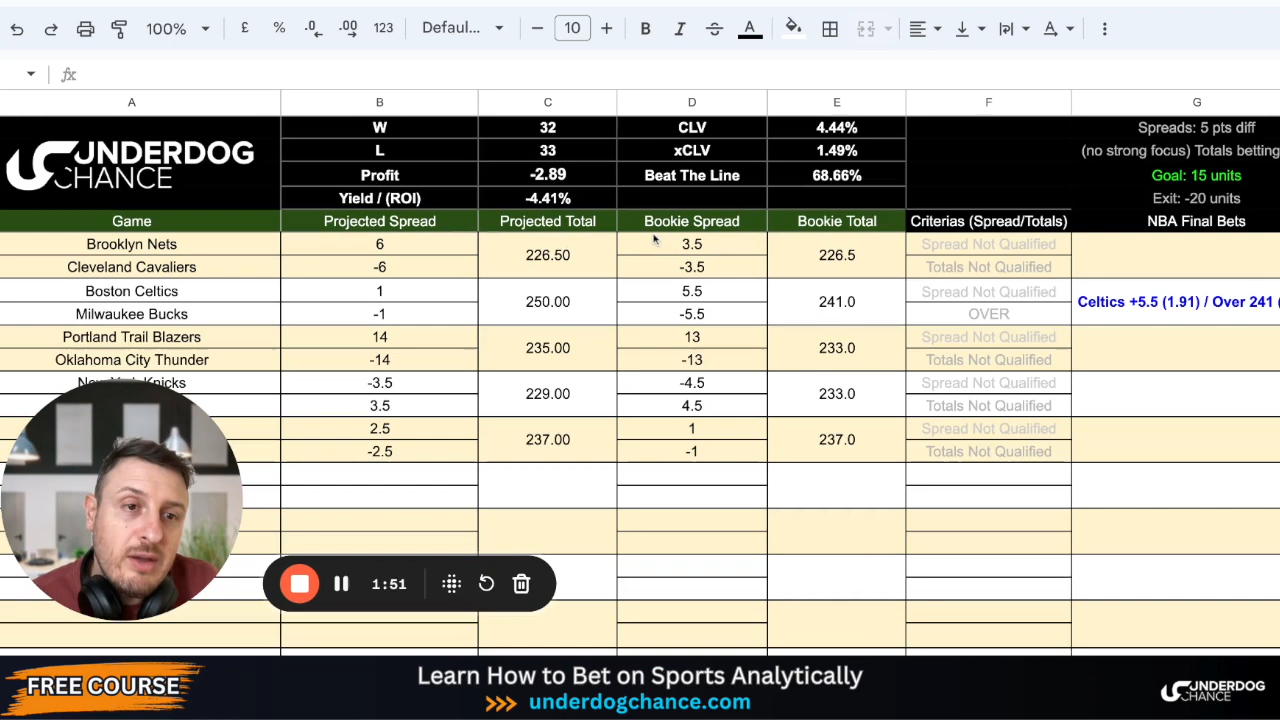 100% £ % .0 .00 123 Defaul... 10 B I A A
fx
A B C D E F G
UNDERDOG CHANCE
W 32 CLV 4.44% Spreads: 5 pts diff
L 33 xCLV 1.49% (no strong focus) Totals betting
Profit -2.89 Beat The Line 68.66% Goal: 15 units
Yield / (ROI) -4.41% Exit: -20 units
Game Projected Spread Projected Total Bookie Spread Bookie Total Criterias (Spread/Totals) NBA Final Bets
Brooklyn Nets 6 226.50 3.5 226.5 Spread Not Qualified
Cleveland Cavaliers -6 -3.5 Totals Not Qualified
Boston Celtics 1 250.00 5.5 241.0 Spread Not Qualified Celtics +5.5 (1.91) / Over 241 (
Milwaukee Bucks -1 -5.5 OVER
Portland Trail Blazers 14 235.00 13 233.0 Spread Not Qualified
Oklahoma City Thunder -14 -13 Totals Not Qualified
New York Knicks -3.5 229.00 -4.5 233.0 Spread Not Qualified
3.5 4.5 Totals Not Qualified
2.5 237.00 1 237.0 Spread Not Qualified
-2.5 -1 Totals Not Qualified
1:51
FREE COURSE
Learn How to Bet on Sports Analytically
>>> underdogchance.com
UNDERDOG CHANCE